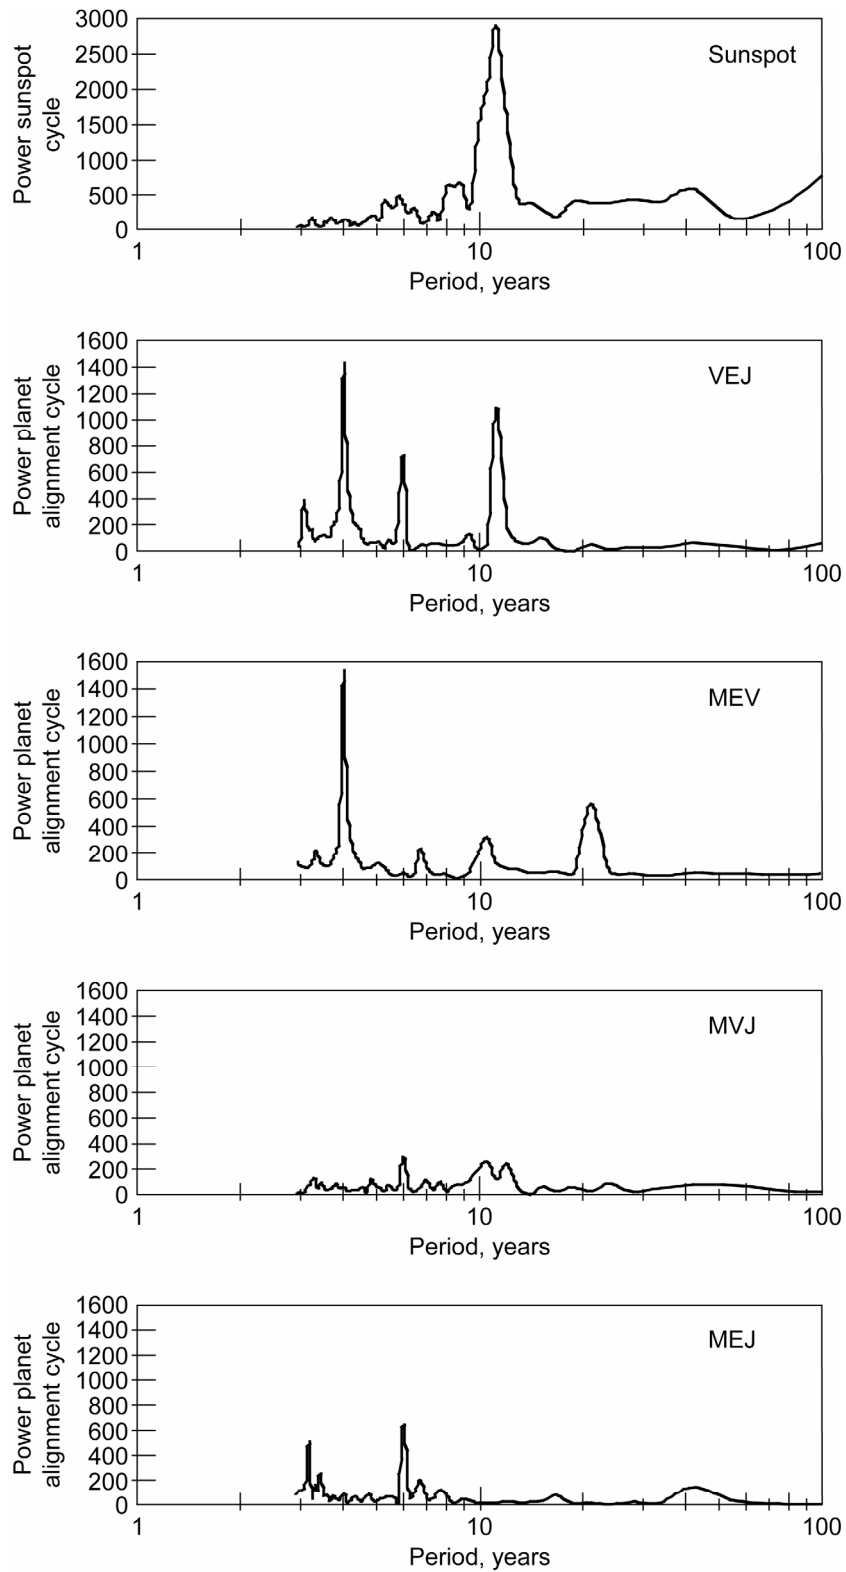 3000
2500
2000
1500
1000
500
0
Power sunspot
cycle
Sunspot
1 10 100
Period, years
1600
1400
1200
1000
800
600
400
200
0
Power planet
alignment cycle
VEJ
1 10 100
Period, years
1600
1400
1200
1000
800
600
400
200
0
Power planet
alignment cycle
MEV
1 10 100
Period, years
1600
1400
1200
1000
800
600
400
200
0
Power planet
alignment cycle
MVJ
1 10 100
Period, years
1600
1400
1200
1000
800
600
400
200
0
Power planet
alignment cycle
MEJ
1 10 100
Period, years